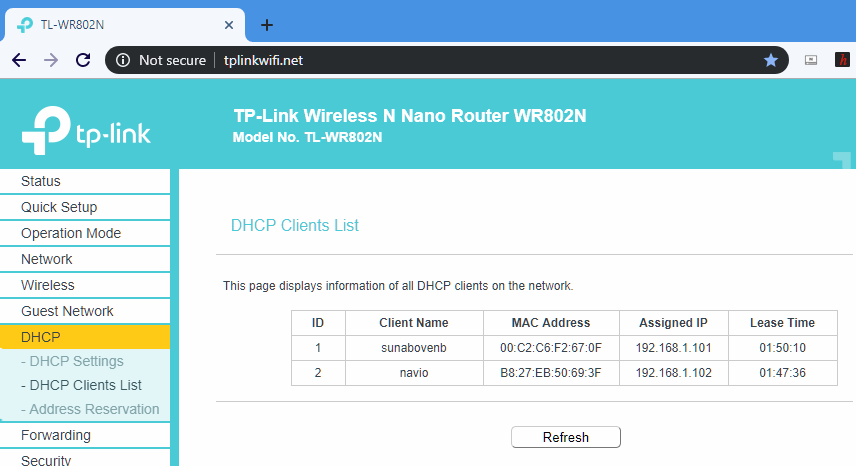 TL-WR802N
Not secure tplinkwifi.net
tp-link
TP-Link Wireless N Nano Router WR802N
Model No. TL-WR802N
Status
Quick Setup
Operation Mode
Network
Wireless
Guest Network
DHCP
- DHCP Settings
- DHCP Clients List
- Address Reservation
Forwarding
Security
DHCP Clients List
This page displays information of all DHCP clients on the network.
ID Client Name MAC Address Assigned IP Lease Time
1 sunabovenb 00:C2:C6:F2:67:0F 192.168.1.101 01:50:10
2 navio B8:27:EB:50:69:3F 192.168.1.102 01:47:36
Refresh